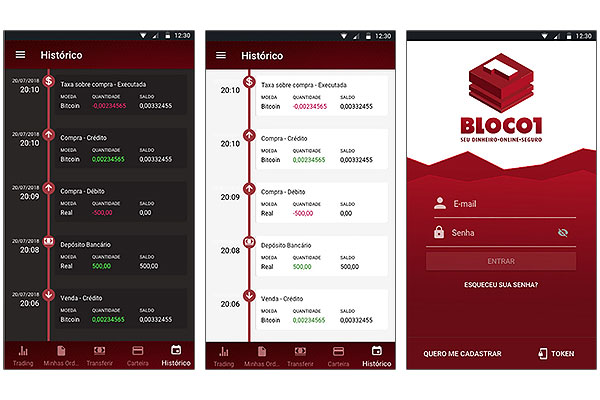 12:30
Histórico
20/07/2018
20:10
Taxa sobre compra - Executada
MOEDA QUANTIDADE SALDO
Bitcoin -0,00234565 0,00332455
20/07/2018
20:10
Compra - Crédito
MOEDA QUANTIDADE SALDO
Bitcoin 0,00234565 0,00332455
20/07/2018
20:09
Compra - Débito
MOEDA QUANTIDADE SALDO
Real -500,00 0,00
20/07/2018
20:08
Depósito Bancário
MOEDA QUANTIDADE SALDO
Real 500,00 500,00
20/07/2018
20:06
Venda - Crédito
MOEDA QUANTIDADE SALDO
Bitcoin 0,00234565 0,00332455
Trading Minhas Ord... Transferir Carteira Histórico
12:30
Histórico
20:10
Taxa sobre compra - Executada
MOEDA QUANTIDADE SALDO
Bitcoin -0,00234565 0,00332455
20:10
Compra - Crédito
MOEDA QUANTIDADE SALDO
Bitcoin 0,00234565 0,00332455
20:09
Compra - Débito
MOEDA QUANTIDADE SALDO
Real -500,00 0,00
20:08
Depósito Bancário
MOEDA QUANTIDADE SALDO
Real 500,00 500,00
20:06
Venda - Crédito
MOEDA QUANTIDADE SALDO
Bitcoin 0,00234565 0,00332455
Trading Minhas Ord... Transferir Carteira Histórico
12:30
BLOCO1
SEU DINHEIRO-ONLINE-SEGURO
E-mail
Senha
ENTRAR
ESQUECEU SUA SENHA?
QUERO ME CADASTRAR TOKEN